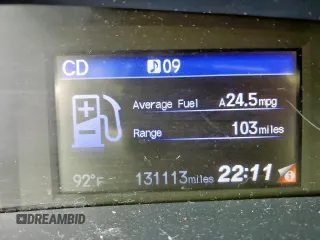 CD 09
Average Fuel A24.5mpg
Range 103miles
92°F 131113miles 22:11
DREAMBID